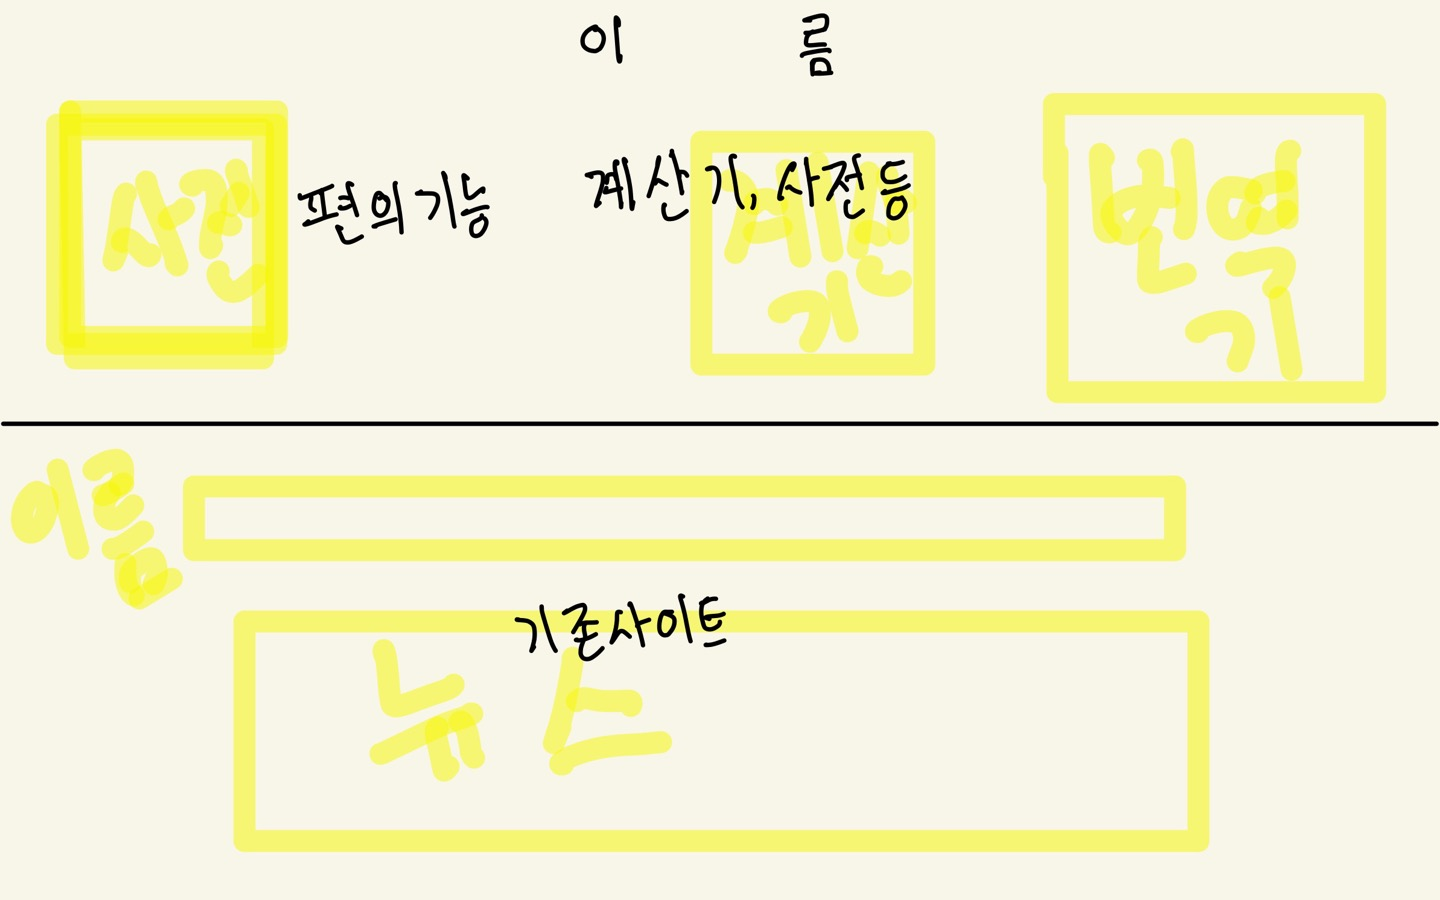 이 름
사전 편의기능 계산기, 사전등
계산기
번역기
이름
기존사이트
뉴스